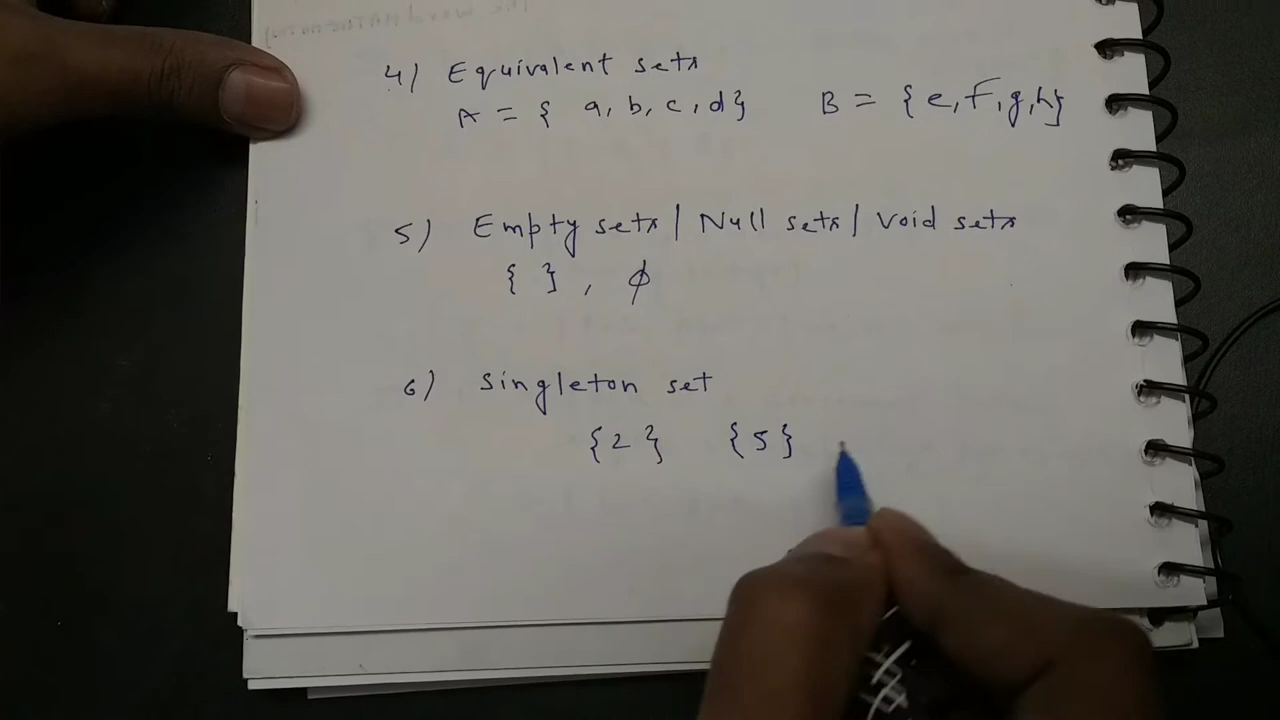 4) Equivalent sets
A = { a, b, c, d}   B = {e, f, g, h}
5) Empty sets / Null sets / Void sets
{ }, ϕ
6) Singleton set
{2}   {5}